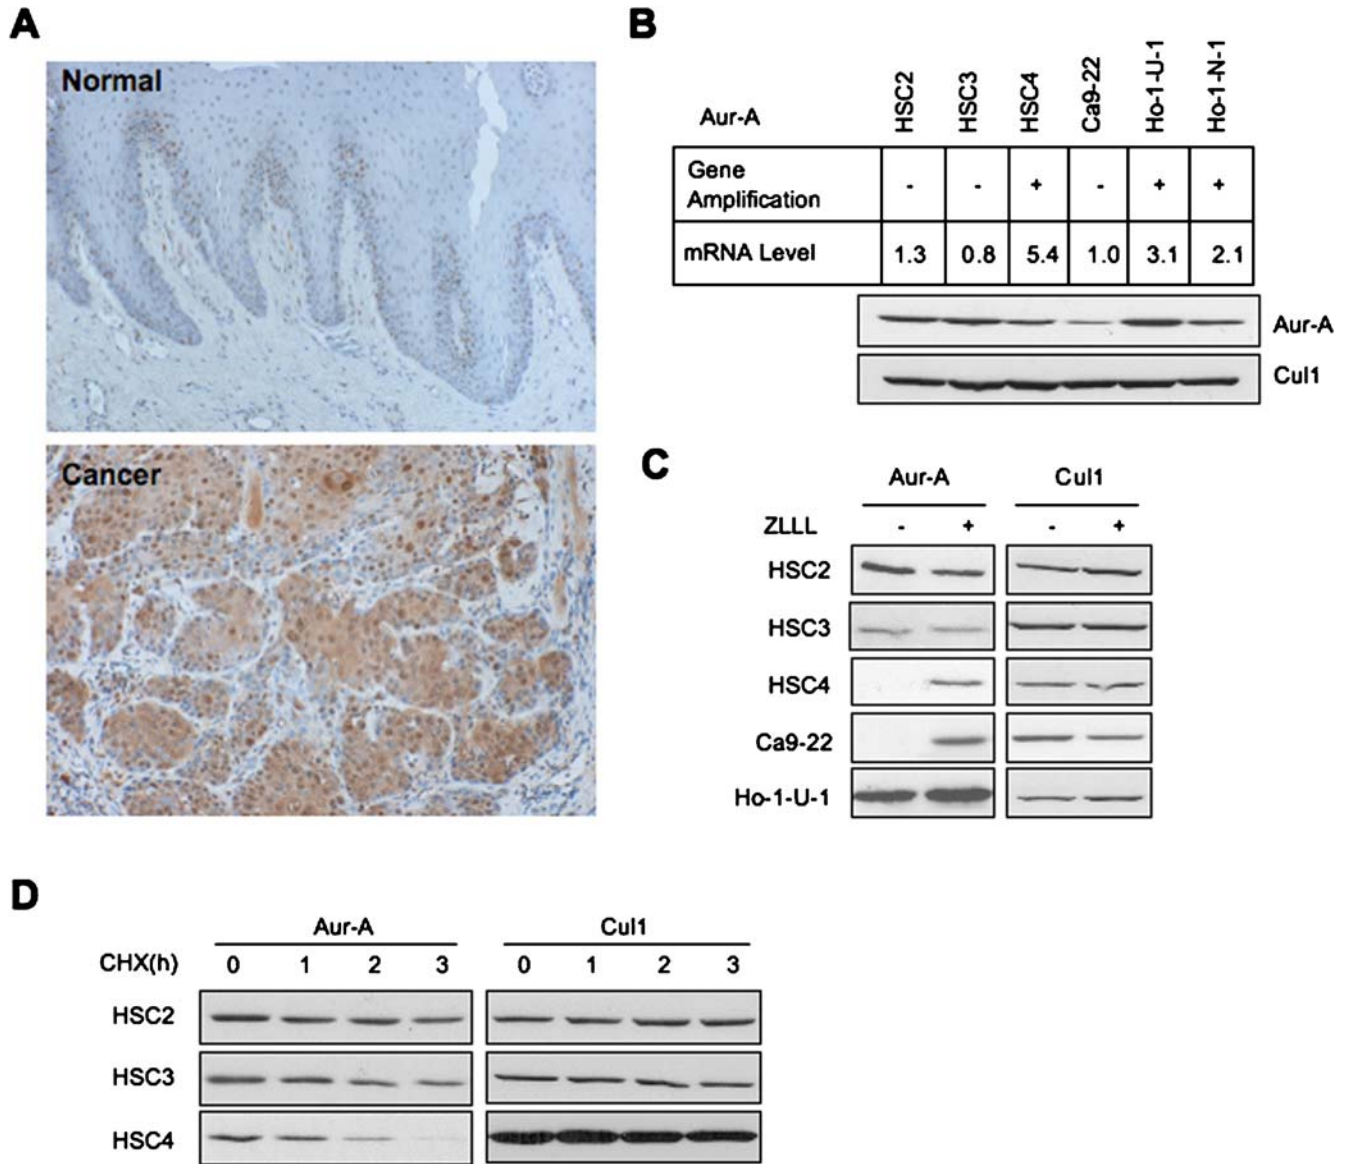 A
Normal
Cancer
B
Aur-A HSC2 HSC3 HSC4 Ca9-22 Ho-1-U-1 Ho-1-N-1
Gene
Amplification - - + - + +
mRNA Level 1.3 0.8 5.4 1.0 3.1 2.1
Aur-A
Cul1
C
Aur-A Cul1
ZLLL - + - +
HSC2
HSC3
HSC4
Ca9-22
Ho-1-U-1
D
Aur-A Cul1
CHX(h) 0 1 2 3 0 1 2 3
HSC2
HSC3
HSC4